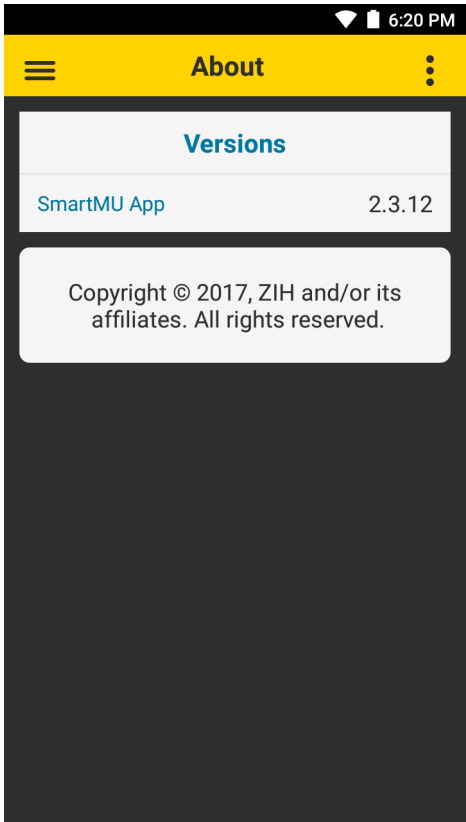 6:20 PM
About
Versions
SmartMU App 2.3.12
Copyright © 2017, ZIH and/or its
affiliates. All rights reserved.